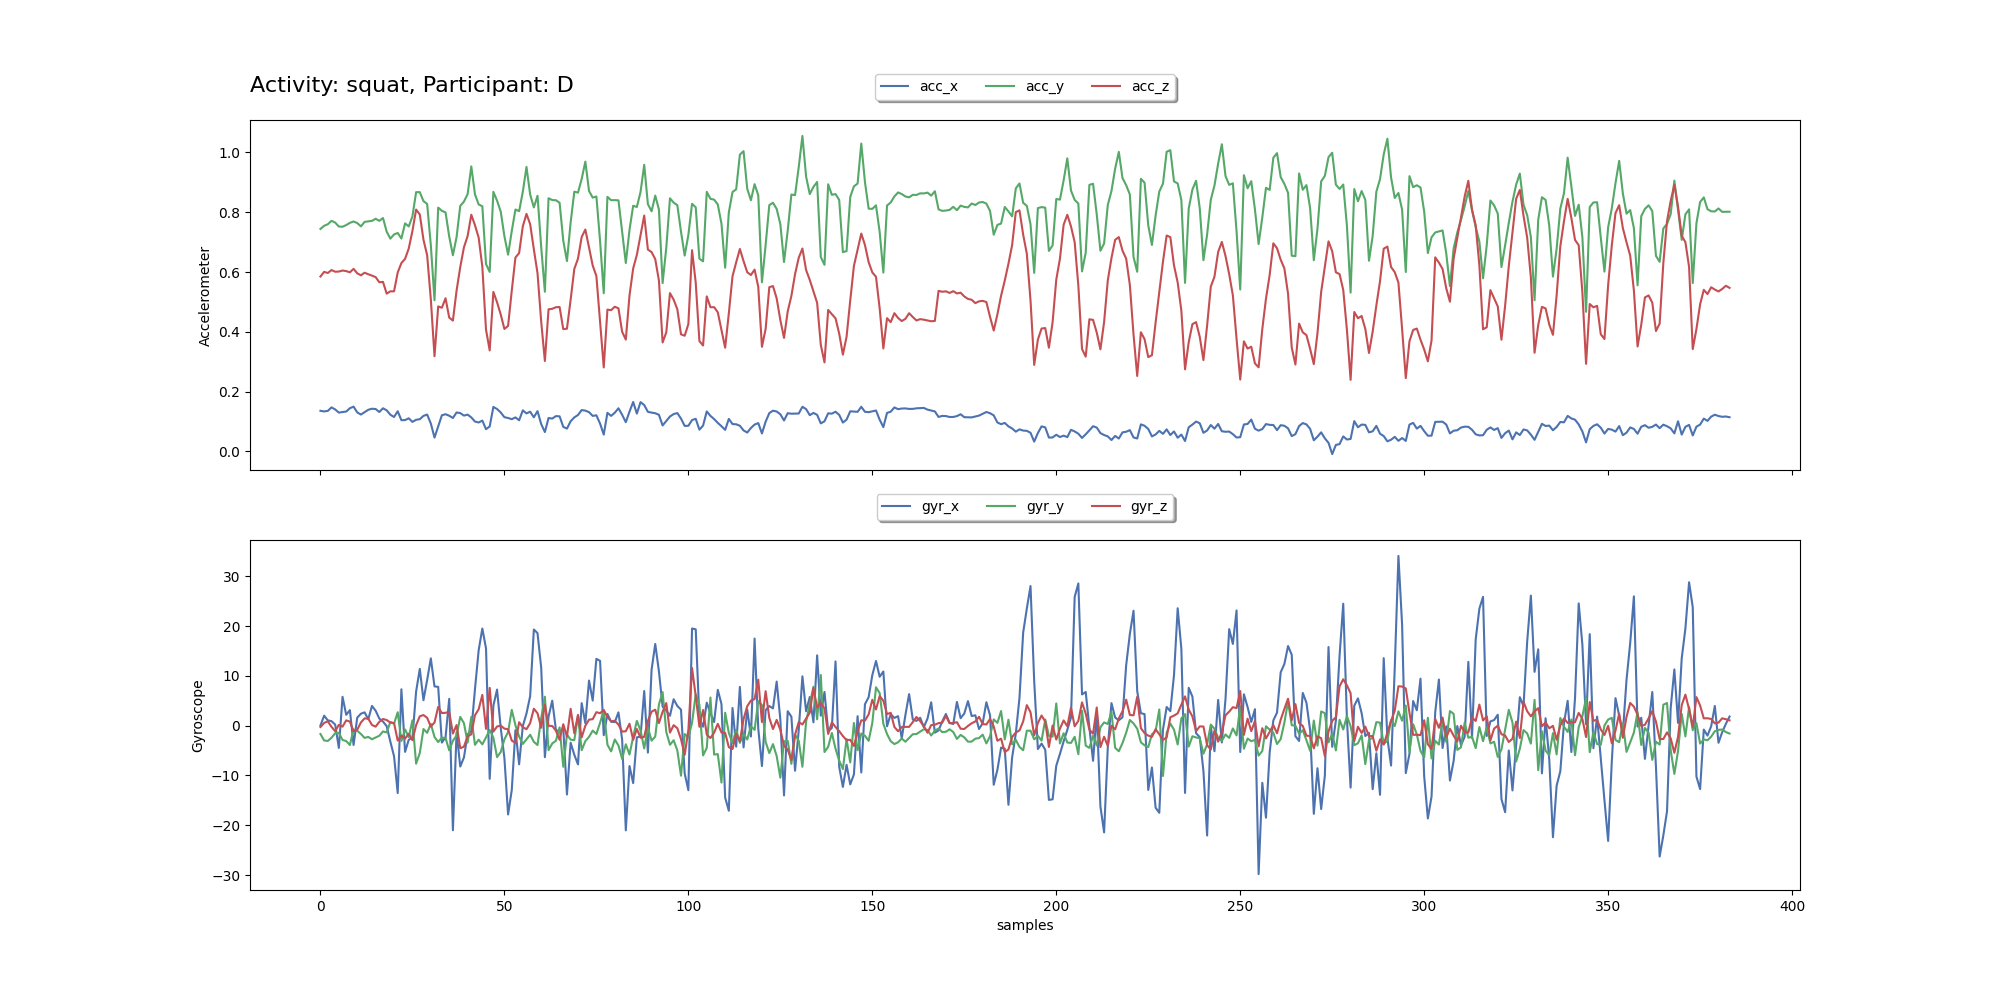 Activity: squat, Participant: D
acc_x acc_y acc_z
1.0
0.8
0.6
0.4
0.2
0.0
Accelerometer
gyr_x gyr_y gyr_z
30
20
10
0
−10
−20
−30
Gyroscope
0 50 100 150 200 250 300 350 400
samples